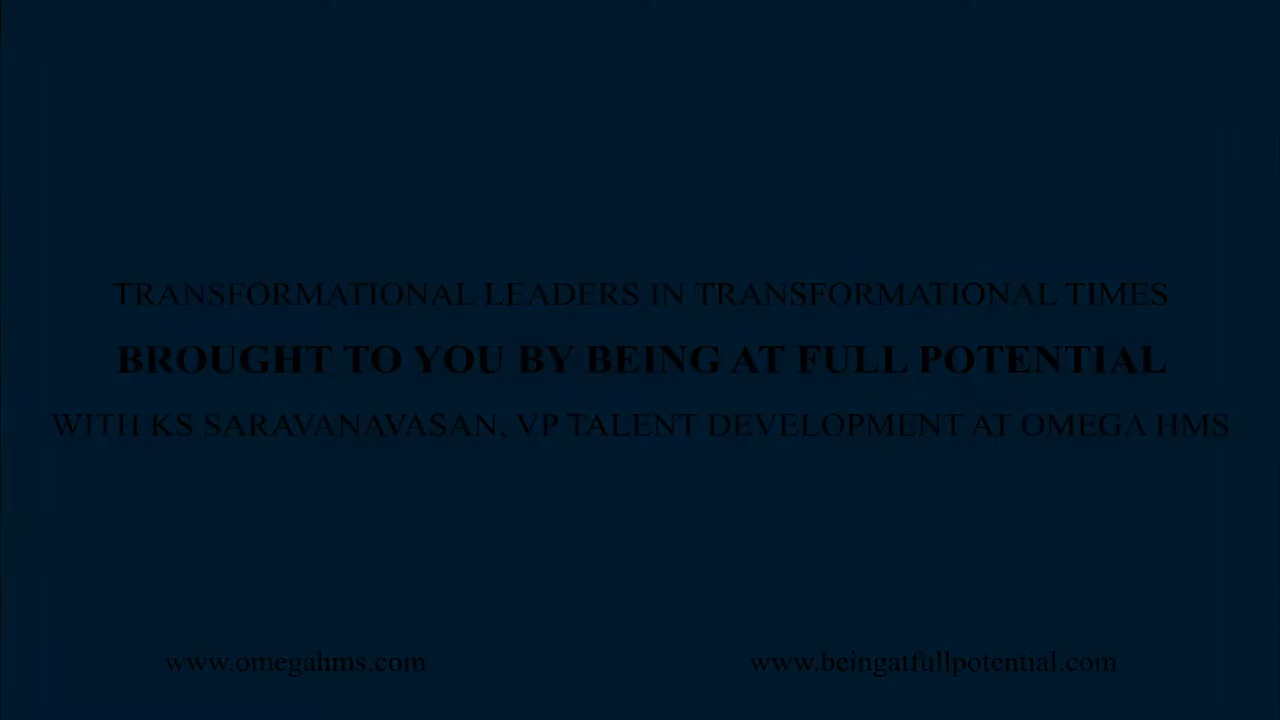 TRANSFORMATIONAL LEADERS IN TRANSFORMATIONAL TIMES
BROUGHT TO YOU BY BEING AT FULL POTENTIAL
WITH KS SARAVANAVASAN, VP TALENT DEVELOPMENT AT OMEGA HMS
www.omegahms.com
www.beingatfullpotential.com